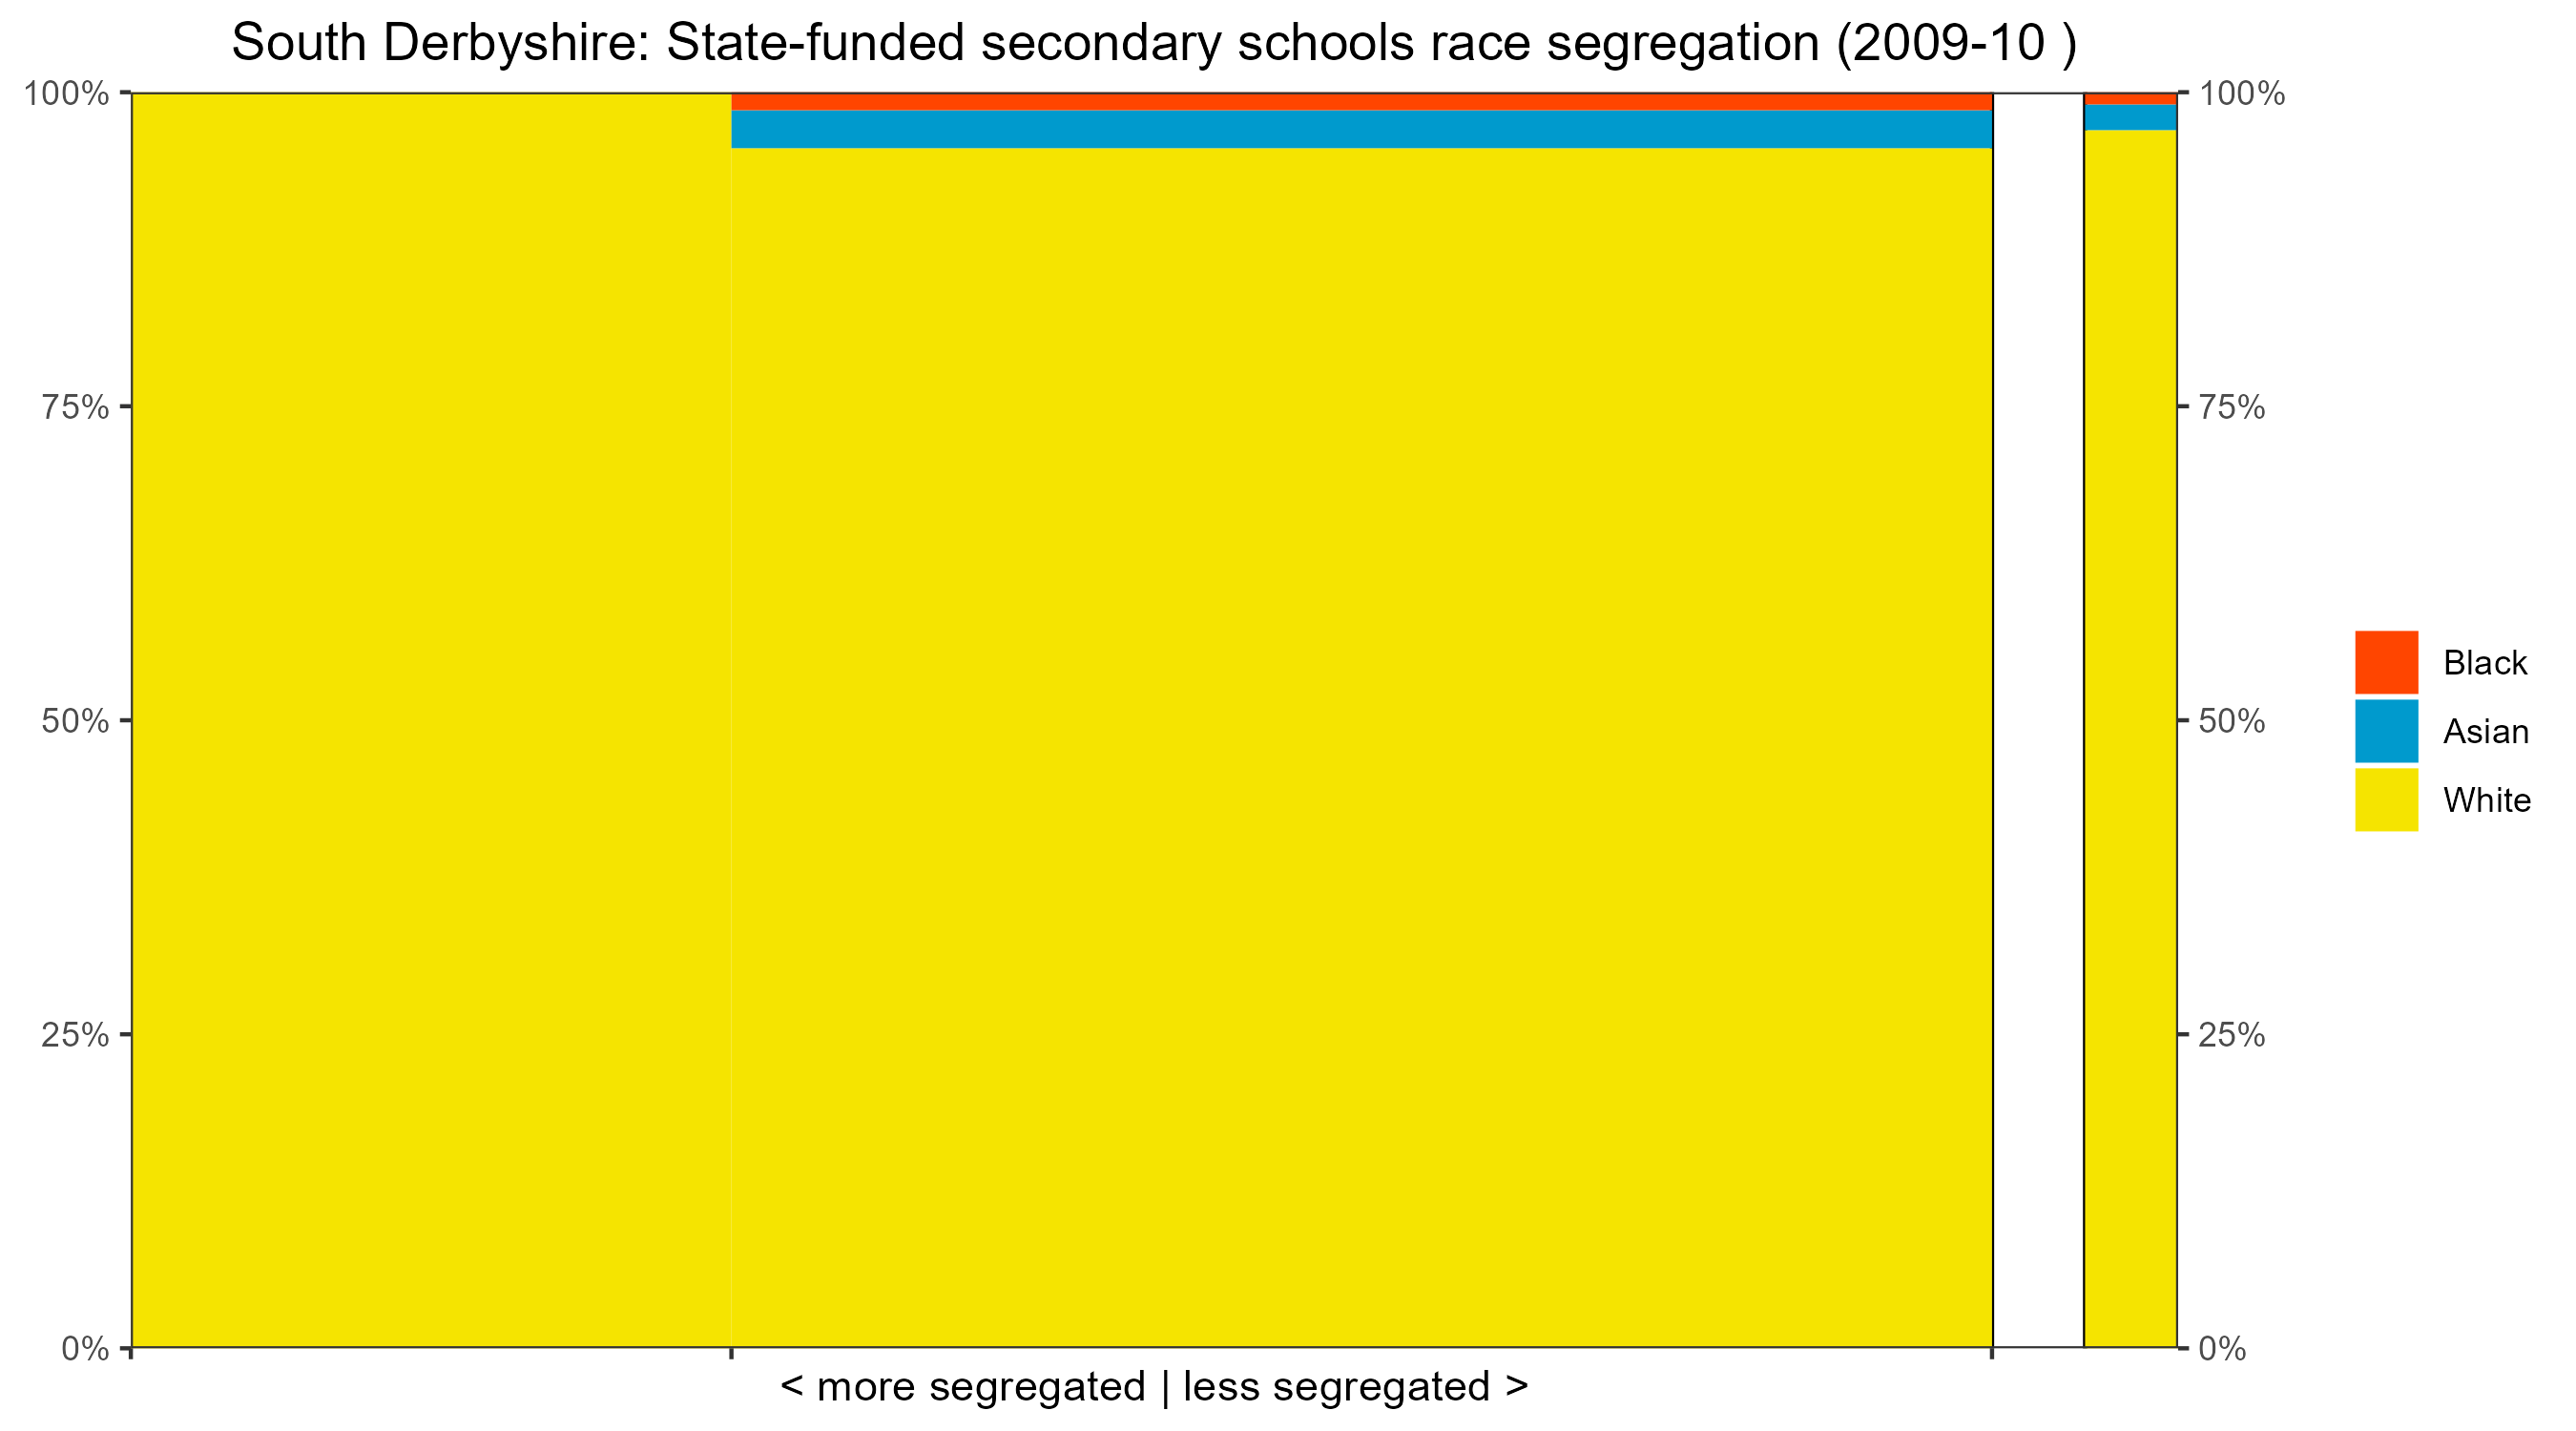 South Derbyshire: State-funded secondary schools race segregation (2009-10 )
100%
75%
50%
25%
0%
100%
75%
50%
25%
0%
Black
Asian
White
< more segregated | less segregated >